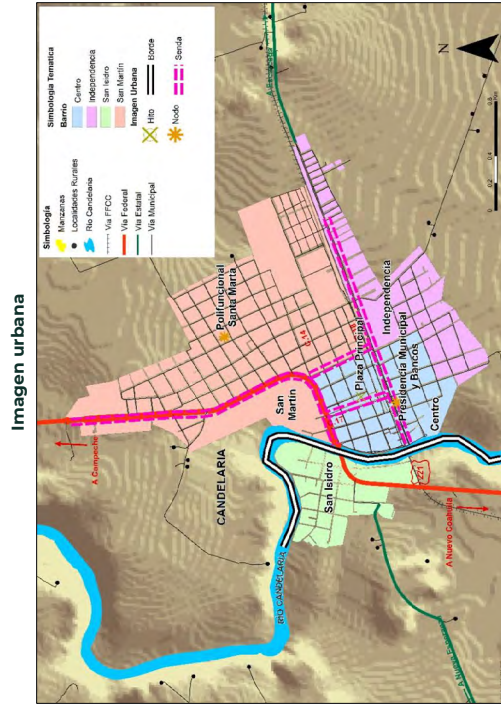 Imagen urbana
Simbología
Manzanas
Localidades Rurales
Rio Candelaria
Vía FFCC
Vía Federal
Vía Estatal
Vía Municipal
Simbología Tematica
Barrio
Centro
Independencia
San Isidro
San Martín
Imagen Urbana
Hito
Nodo
Borde
Senda
N
A Campeche
CANDELARIA
RIO CANDELARIA
San Martín
Polifuncional
Santa Marta
San Isidro
Plaza Principal
Independencia
Presidencia Municipal
y Bancos
Centro
221
A Nuevo Coahuila